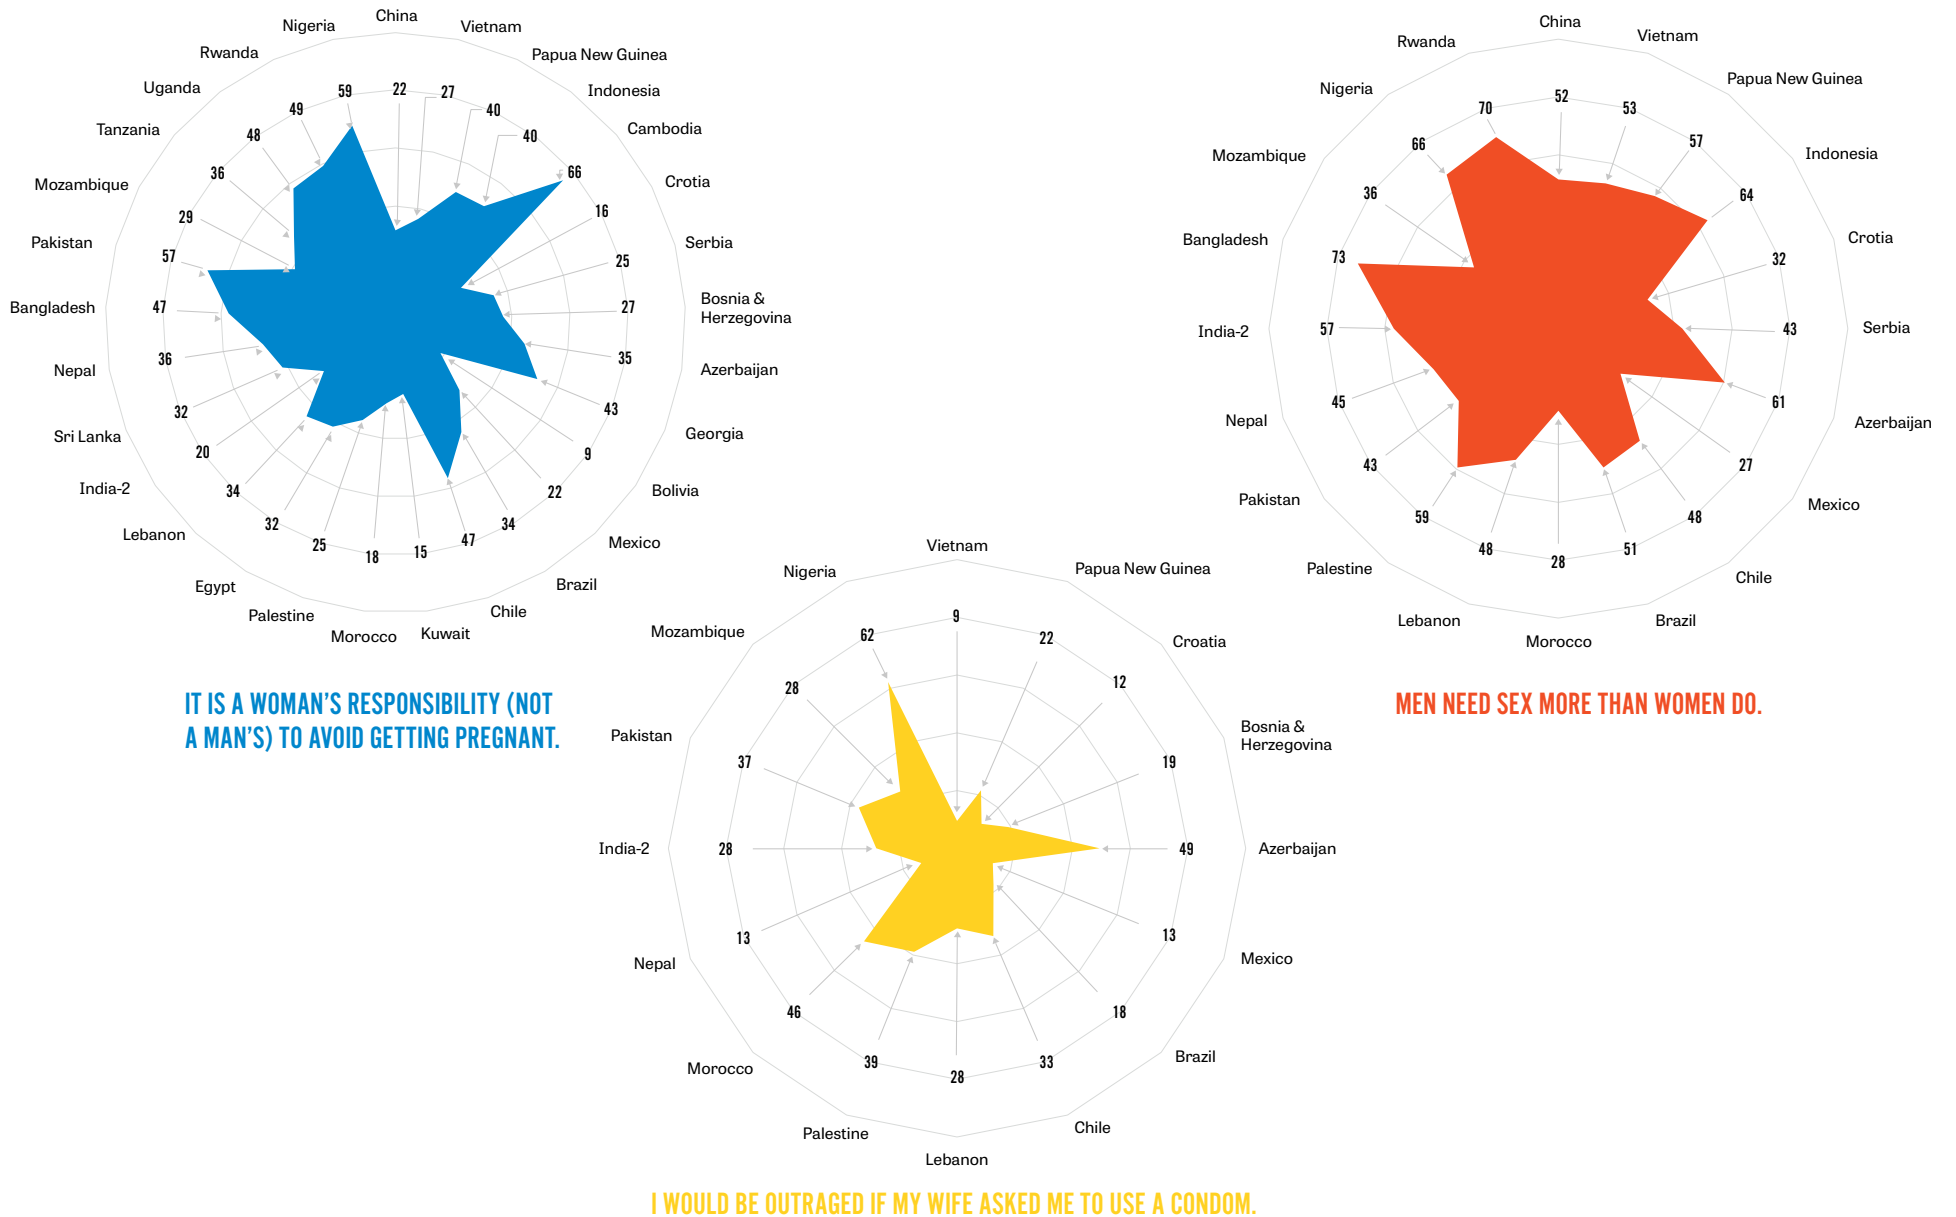 China
Vietnam
Papua New Guinea
Indonesia
Cambodia
Crotia
Serbia
Bosnia &
Herzegovina
Azerbaijan
Georgia
Bolivia
Mexico
Brazil
Chile
Kuwait
Morocco
Palestine
Egypt
Lebanon
India-2
Sri Lanka
Nepal
Bangladesh
Pakistan
Mozambique
Tanzania
Uganda
Rwanda
Nigeria
22
27
40
40
66
16
25
27
35
43
9
22
34
47
15
18
25
32
34
20
32
36
47
57
29
36
48
49
59
IT IS A WOMAN’S RESPONSIBILITY (NOT
A MAN’S) TO AVOID GETTING PREGNANT.
China
Vietnam
Papua New Guinea
Indonesia
Crotia
Serbia
Azerbaijan
Mexico
Chile
Brazil
Morocco
Lebanon
Palestine
Pakistan
Nepal
India-2
Bangladesh
Mozambique
Nigeria
Rwanda
52
53
57
64
32
43
61
27
48
51
28
48
59
43
45
57
73
36
66
70
MEN NEED SEX MORE THAN WOMEN DO.
Vietnam
Papua New Guinea
Croatia
Bosnia &
Herzegovina
Azerbaijan
Mexico
Brazil
Chile
Lebanon
Palestine
Morocco
Nepal
India-2
Pakistan
Mozambique
Nigeria
9
22
12
19
49
13
18
33
28
39
46
13
28
37
28
62
I WOULD BE OUTRAGED IF MY WIFE ASKED ME TO USE A CONDOM.